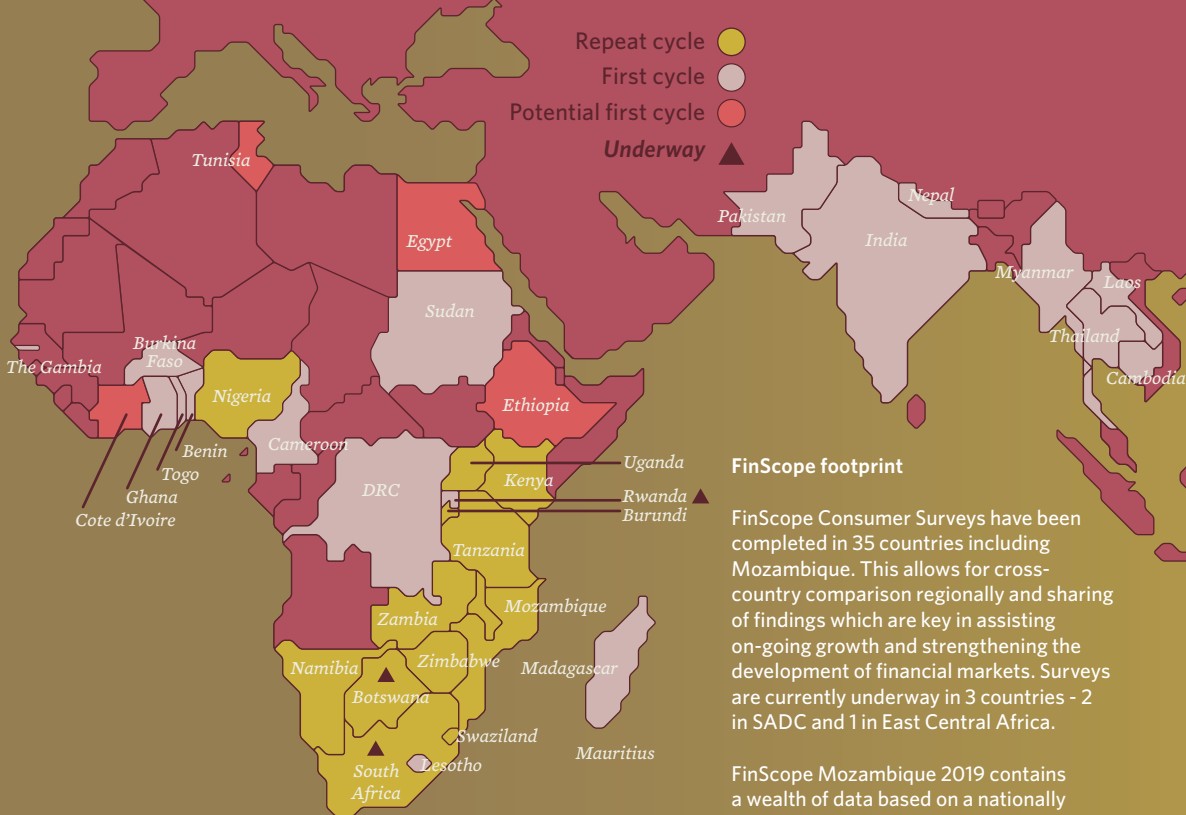 Repeat cycle
First cycle
Potential first cycle
Underway
Tunisia
Egypt
Sudan
Burkina
Faso
The Gambia
Nigeria
Ethiopia
Benin
Togo
Ghana
Cote d'Ivoire
Cameroon
DRC
Uganda
Kenya
Rwanda
Burundi
Tanzania
Mozambique
Zambia
Zimbabwe
Namibia
Botswana
Madagascar
Mauritius
Swaziland
Lesotho
South
Africa
Pakistan
Nepal
India
Myanmar
Laos
Thailand
Cambodia
FinScope footprint
FinScope Consumer Surveys have been
completed in 35 countries including
Mozambique. This allows for cross-
country comparison regionally and sharing
of findings which are key in assisting
on-going growth and strengthening the
development of financial markets. Surveys
are currently underway in 3 countries - 2
in SADC and 1 in East Central Africa.
FinScope Mozambique 2019 contains
a wealth of data based on a nationally